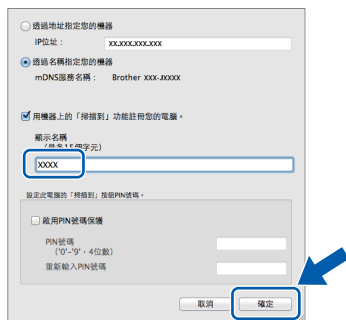 透過地址指定您的機器
IP位址： XX.XXX.XXX.XXX
透過名稱指定您的機器
mDNS服務名稱： Brother XXX-JXXXX
用機器上的「掃描到」功能註冊您的電腦。
顯示名稱
（最多15個字元）
XXXX
設定此電腦的「掃描到」按鈕PIN號碼。
啟用PIN號碼保護
PIN號碼
（'0'–'9'，4位數）
重新輸入PIN號碼
取消 確定